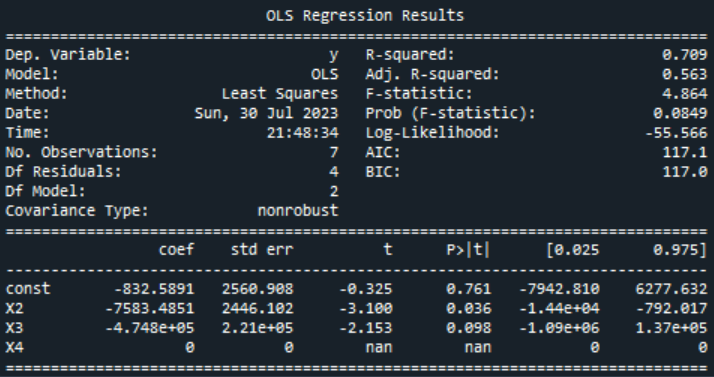 OLS Regression Results
==============================================================================
Dep. Variable:                      y   R-squared:                       0.709
Model:                            OLS   Adj. R-squared:                  0.563
Method:                 Least Squares   F-statistic:                     4.864
Date:                Sun, 30 Jul 2023   Prob (F-statistic):             0.0849
Time:                        21:48:34   Log-Likelihood:                -55.566
No. Observations:                   7   AIC:                             117.1
Df Residuals:                       4   BIC:                             117.0
Df Model:                           2
Covariance Type:            nonrobust
==============================================================================
                 coef    std err          t      P>|t|      [0.025      0.975]
------------------------------------------------------------------------------
const       -832.5891   2560.908     -0.325      0.761   -7942.810    6277.632
X2         -7583.4851   2446.102     -3.100      0.036   -1.44e+04    -792.017
X3         -4.748e+05   2.21e+05     -2.153      0.098   -1.09e+06    1.37e+05
X4                  0          0        nan        nan           0           0
==============================================================================